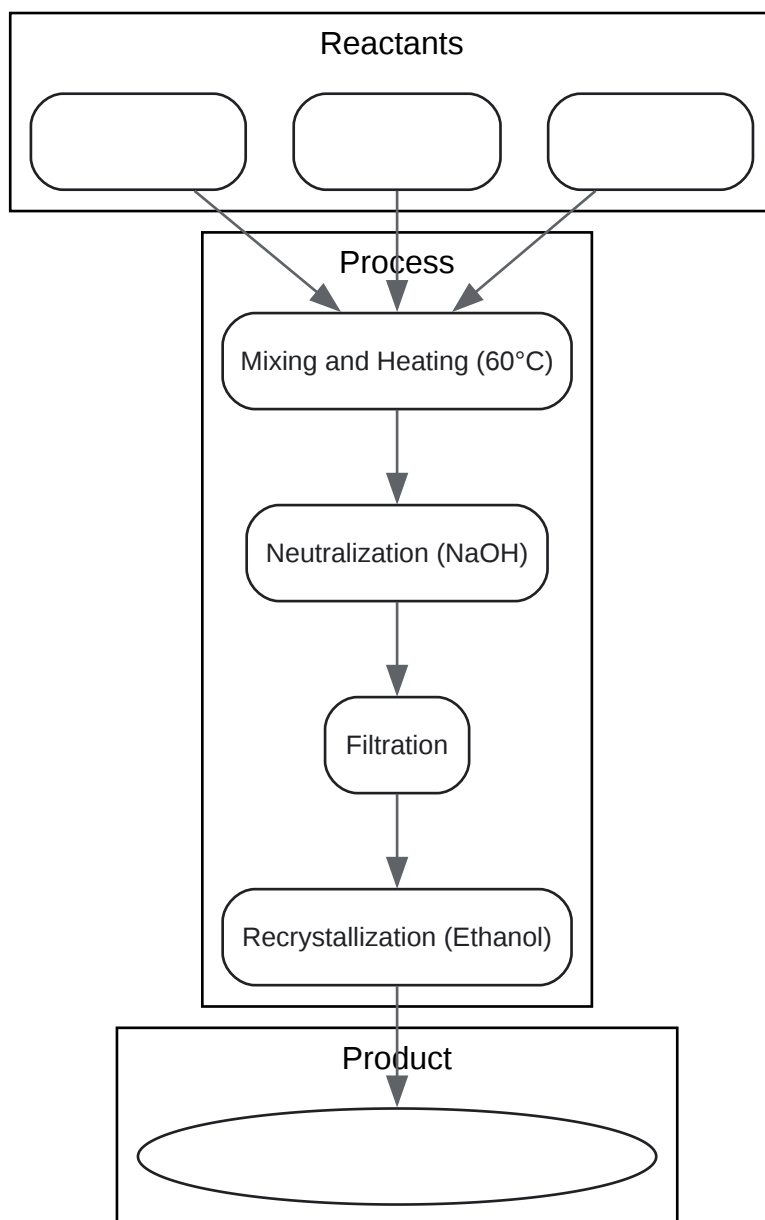 Reactants
Process
Mixing and Heating (60°C)
Neutralization (NaOH)
Filtration
Recrystallization (Ethanol)
Product